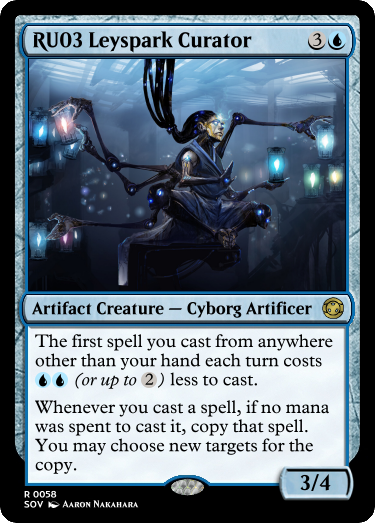 RU03 Leyspark Curator 3
Artifact Creature — Cyborg Artificer
The first spell you cast from anywhere
other than your hand each turn costs
(or up to 2) less to cast.
Whenever you cast a spell, if no mana
was spent to cast it, copy that spell.
You may choose new targets for the
copy.
3/4
R 0058
SOV Aaron Nakahara